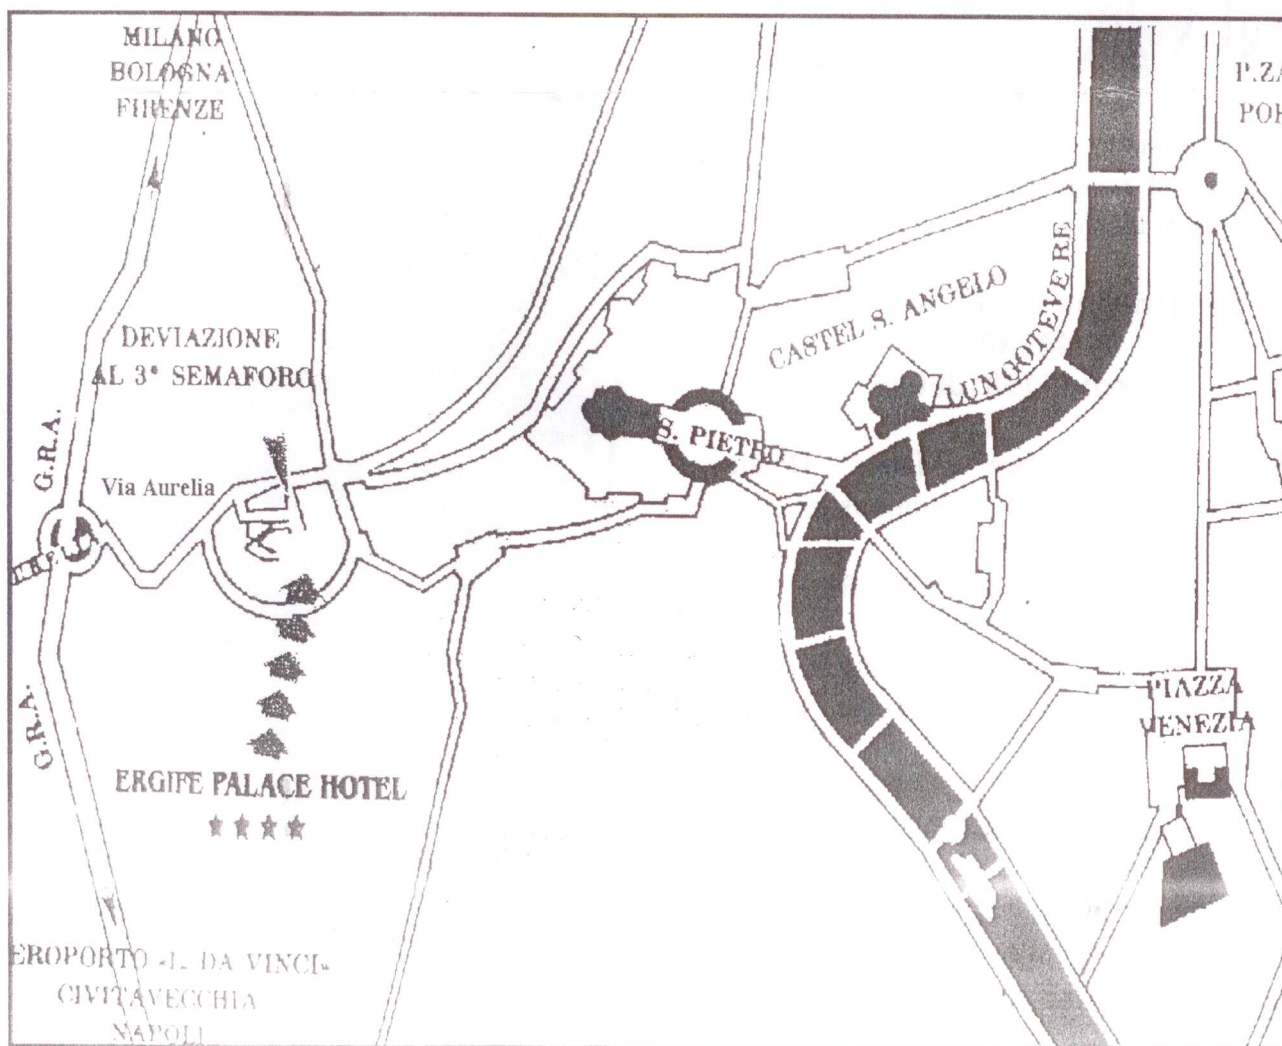 MILANO
BOLOGNA
FIRENZE
P.ZA
DEVIAZIONE
AL 3° SEMAFORO
CASTEL S. ANGELO
LUNGOTEVERE
G.R.A.
S. PIETRO
Via Aurelia
G.R.A.
PIAZZA
VENEZIA
ERGIFE PALACE HOTEL
EROPORTO «L. DA VINCI»
CIVITAVECCHIA
NAPOLI